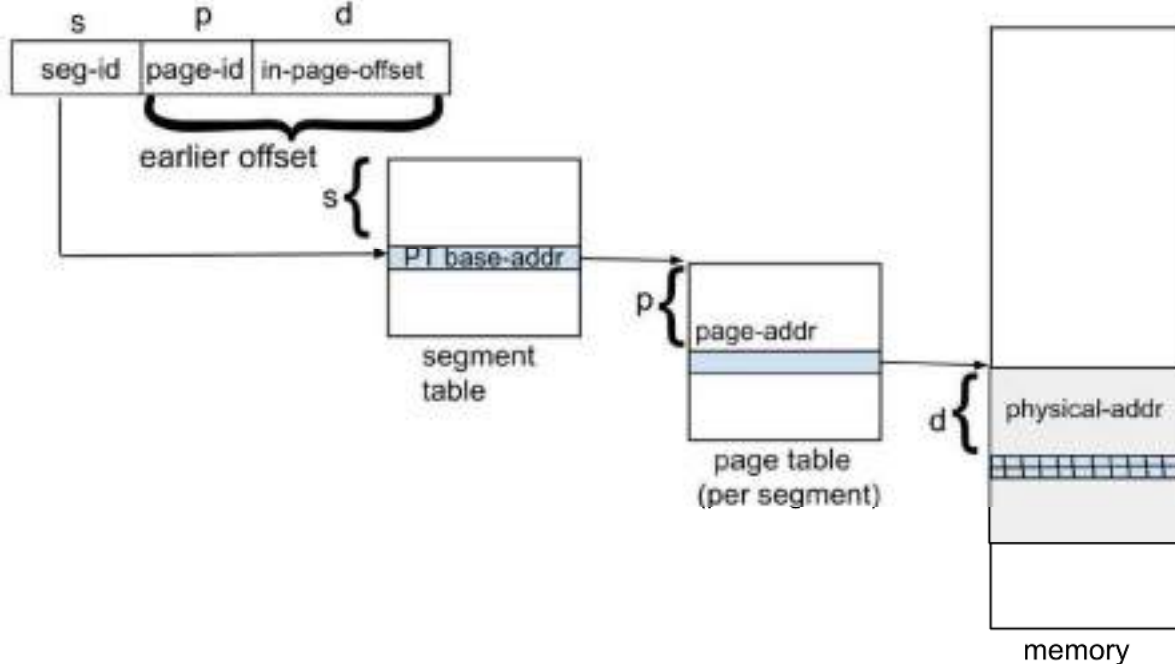 s p d
seg-id page-id in-page-offset
earlier offset
s
PT base-addr
segment
table
p
page-addr
page table
(per segment)
d
physical-addr
memory